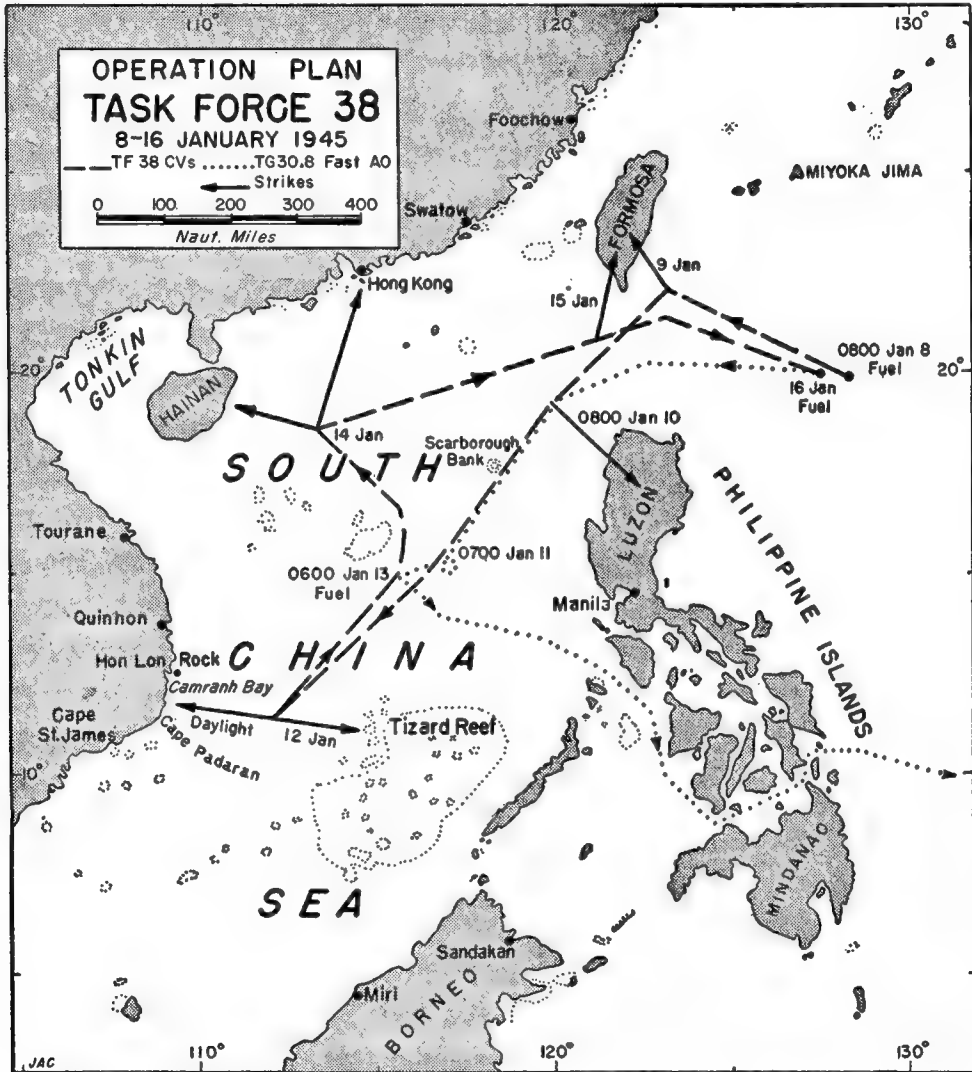 110°
120°
130°
OPERATION PLAN
TASK FORCE 38
8-16 JANUARY 1945
TF 38 CVs TG30.8 Fast AO
Strikes
0 100 200 300 400
Naut. Miles
Foochow
AMIYOKA JIMA
FORMOSA
Swatow
9 Jan
Hong Kong
15 Jan
TONKIN
GULF
20°
0800 Jan 8
Fuel
20°
16 Jan
Fuel
HAINAN
14 Jan
0800 Jan 10
Scarborough
Bank
SOUTH
LUZON
PHILIPPINE ISLANDS
Tourane
0700 Jan 11
0600 Jan 13
Fuel
Manila
Quinhon
Hon Lon Rock
CHINA
Camranh Bay
Cape
St. James
Daylight
12 Jan
Tizard Reef
Cape Padaran
10°
10°
MINDANAO
SEA
Sandakan
Miri
BORNEO
JAC
110°
120°
130°